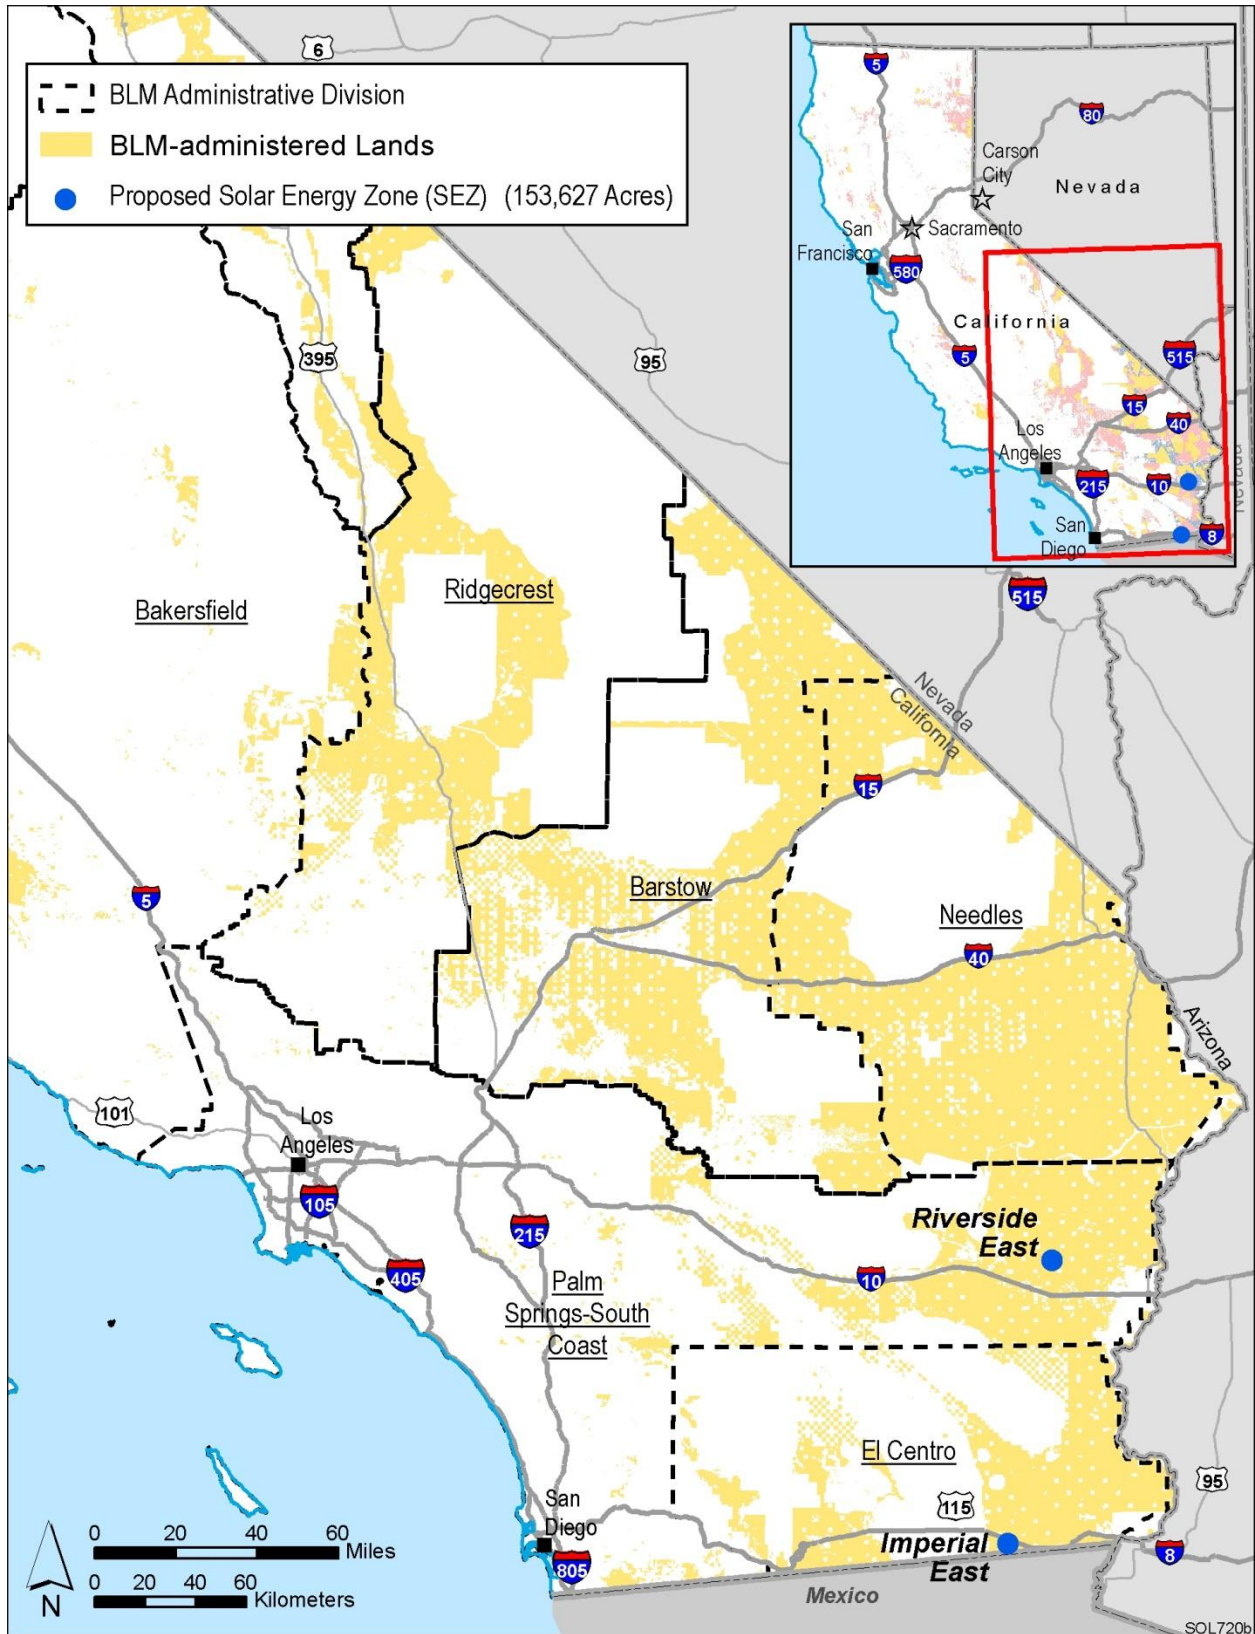 6
BLM Administrative Division
BLM-administered Lands
Proposed Solar Energy Zone (SEZ) (153,627 Acres)
5
80
Carson
City
Nevada
San
Francisco
Sacramento
580
California
5
515
15
40
Los
Angeles
215
10
San
Diego
8
Nevada
395
95
515
Bakersfield
Ridgecrest
Nevada
California
15
5
Barstow
Needles
40
Arizona
101
Los
Angeles
105
215
405
Riverside
East
10
Palm
Springs-South
Coast
El Centro
115
95
San
Diego
805
Imperial
East
8
Mexico
0 20 40 60
Miles
0 20 40 60
Kilometers
N
SOL720b